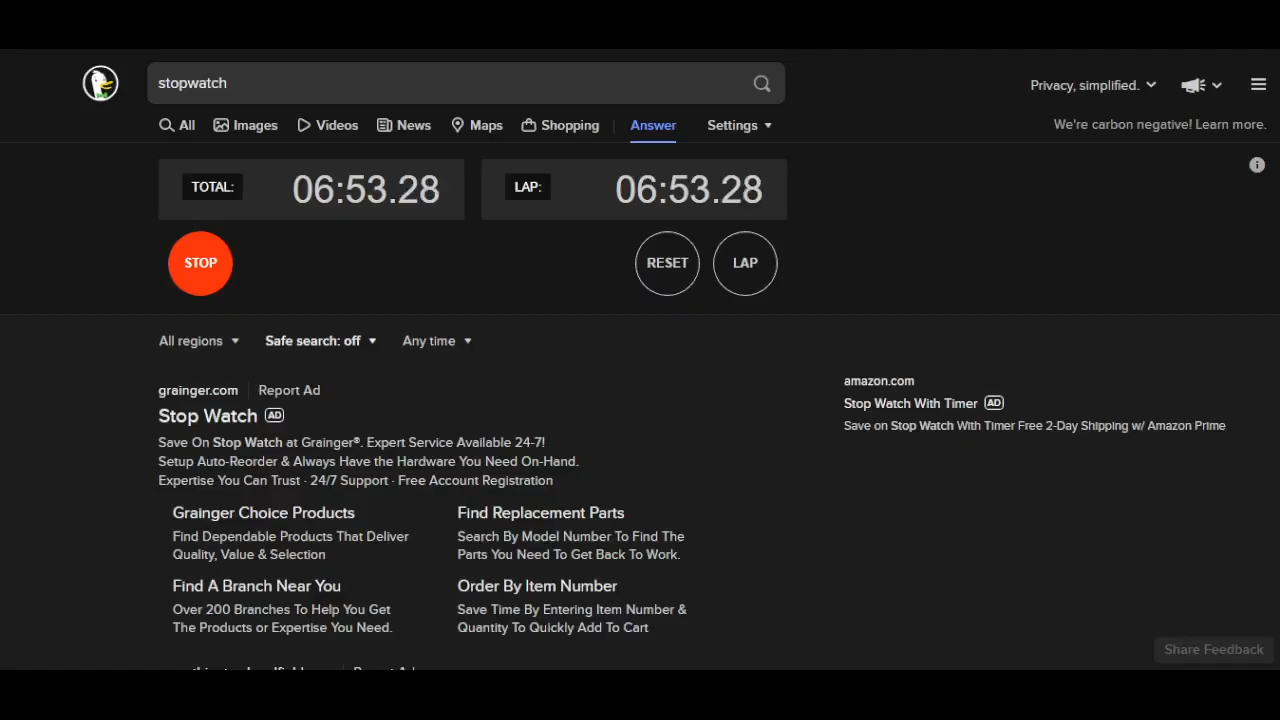 stopwatch
Privacy, simplified.
All Images Videos News Maps Shopping Answer Settings
We're carbon negative! Learn more.
TOTAL: 06:53.28 LAP: 06:53.28
STOP RESET LAP
All regions Safe search: off Any time
grainger.com Report Ad
Stop Watch AD
Save On Stop Watch at Grainger®. Expert Service Available 24-7!
Setup Auto-Reorder & Always Have the Hardware You Need On-Hand.
Expertise You Can Trust · 24/7 Support · Free Account Registration
Grainger Choice Products
Find Dependable Products That Deliver
Quality, Value & Selection
Find Replacement Parts
Search By Model Number To Find The
Parts You Need To Get Back To Work.
Find A Branch Near You
Over 200 Branches To Help You Get
The Products or Expertise You Need.
Order By Item Number
Save Time By Entering Item Number &
Quantity To Quickly Add To Cart
amazon.com
Stop Watch With Timer AD
Save on Stop Watch With Timer Free 2-Day Shipping w/ Amazon Prime
Share Feedback